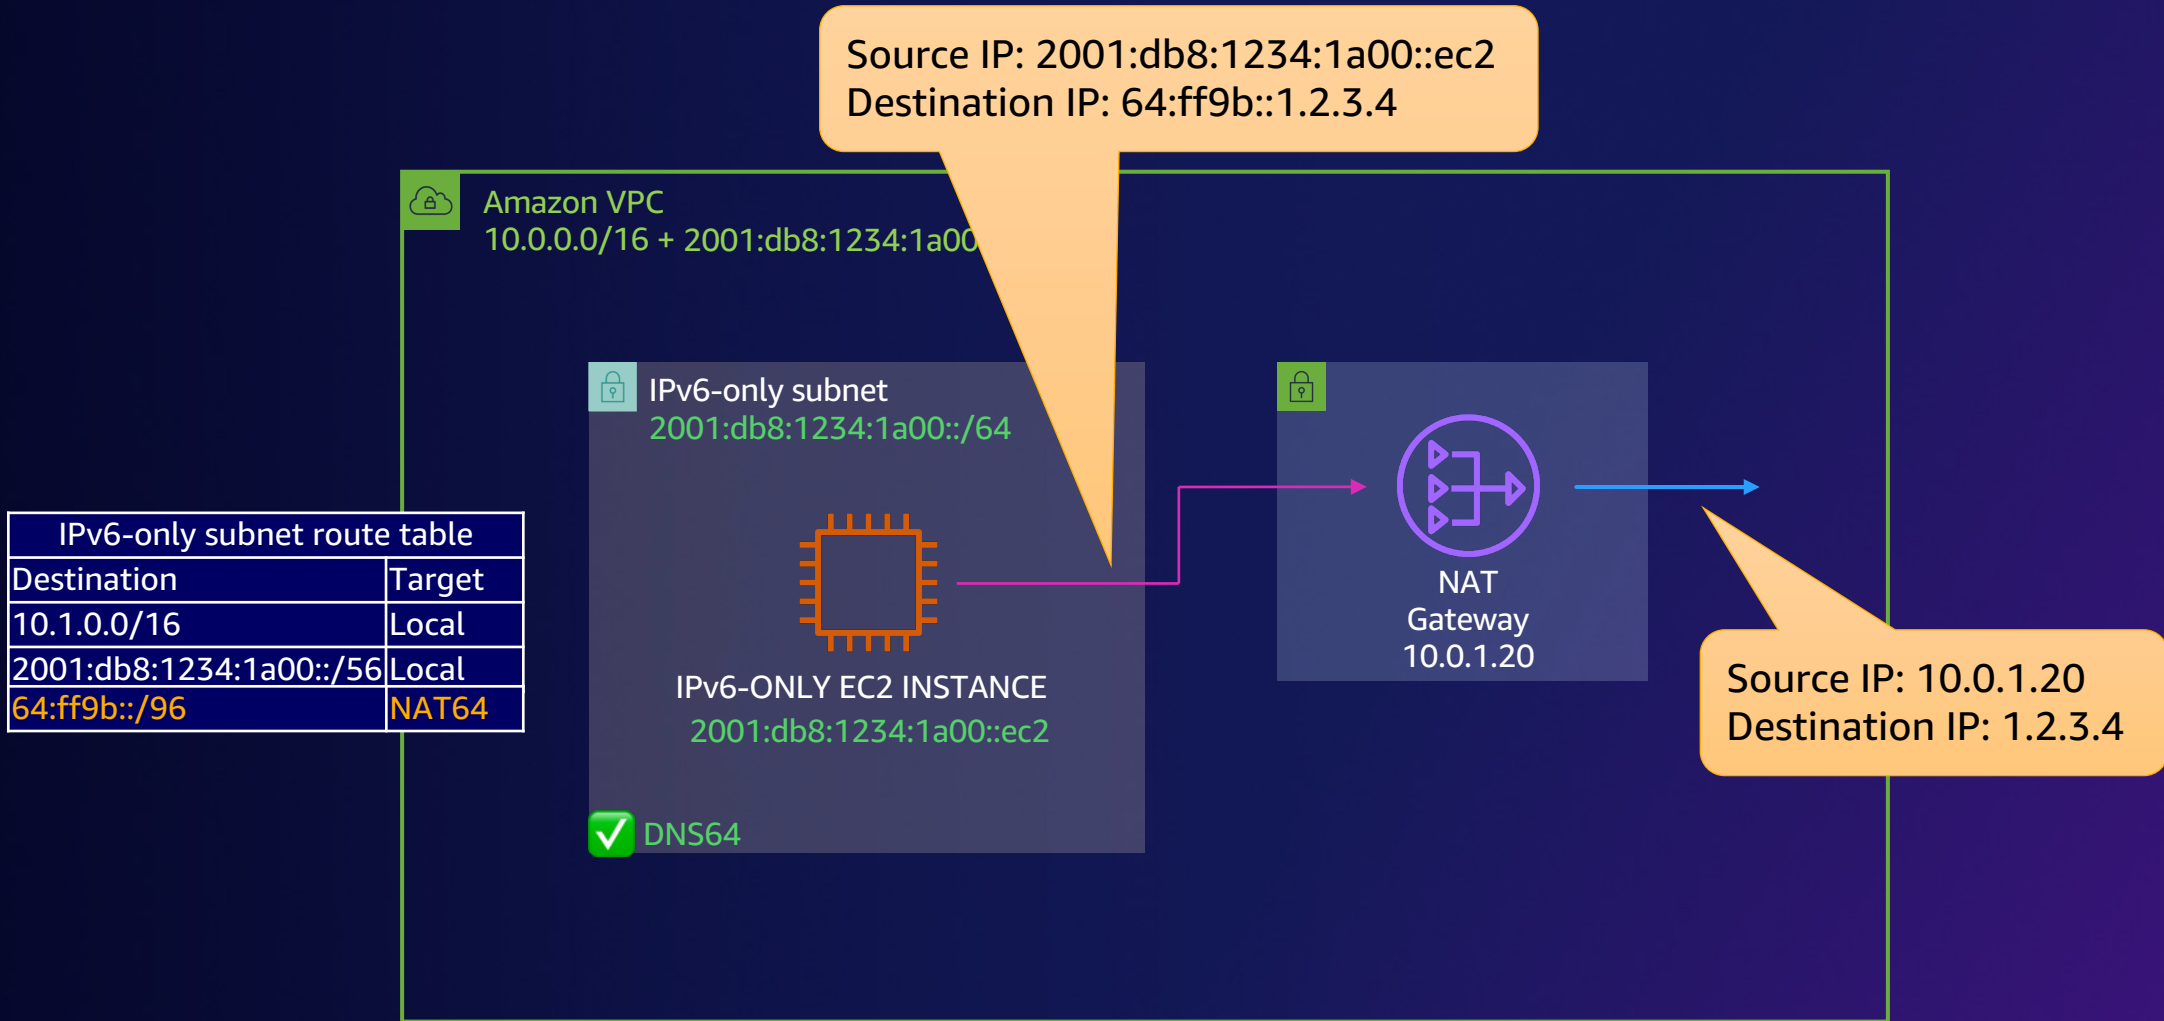 Source IP: 2001:db8:1234:1a00::ec2
Destination IP: 64:ff9b::1.2.3.4
Amazon VPC
10.0.0.0/16 + 2001:db8:1234:1a00
IPv6-only subnet
2001:db8:1234:1a00::/64
IPv6-only subnet route table
Destination Target
10.1.0.0/16 Local
2001:db8:1234:1a00::/56 Local
64:ff9b::/96 NAT64
IPv6-ONLY EC2 INSTANCE
2001:db8:1234:1a00::ec2
DNS64
NAT
Gateway
10.0.1.20
Source IP: 10.0.1.20
Destination IP: 1.2.3.4